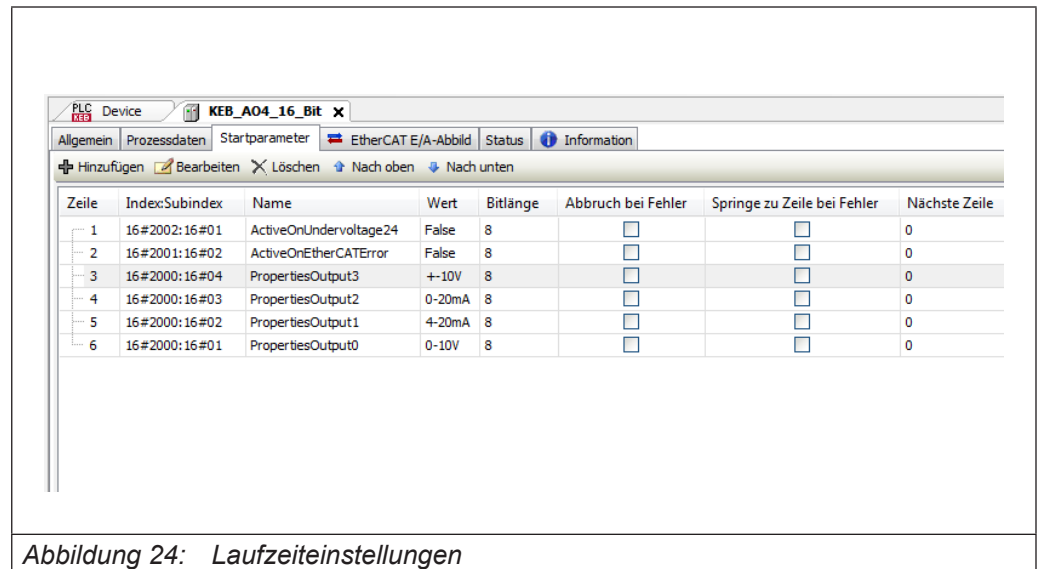 PLC KEB Device KEB_AO4_16_Bit X
Allgemein Prozessdaten Startparameter EtherCAT E/A-Abbild Status Information
Hinzufügen Bearbeiten Löschen Nach oben Nach unten
Zeile Index:Subindex Name Wert Bitlänge Abbruch bei Fehler Springe zu Zeile bei Fehler Nächste Zeile
1 16#2002:16#01 ActiveOnUndervoltage24 False 8 0
2 16#2001:16#02 ActiveOnEtherCATError False 8 0
3 16#2000:16#04 PropertiesOutput3 +-10V 8 0
4 16#2000:16#03 PropertiesOutput2 0-20mA 8 0
5 16#2000:16#02 PropertiesOutput1 4-20mA 8 0
6 16#2000:16#01 PropertiesOutput0 0-10V 8 0
Abbildung 24: Laufzeiteinstellungen